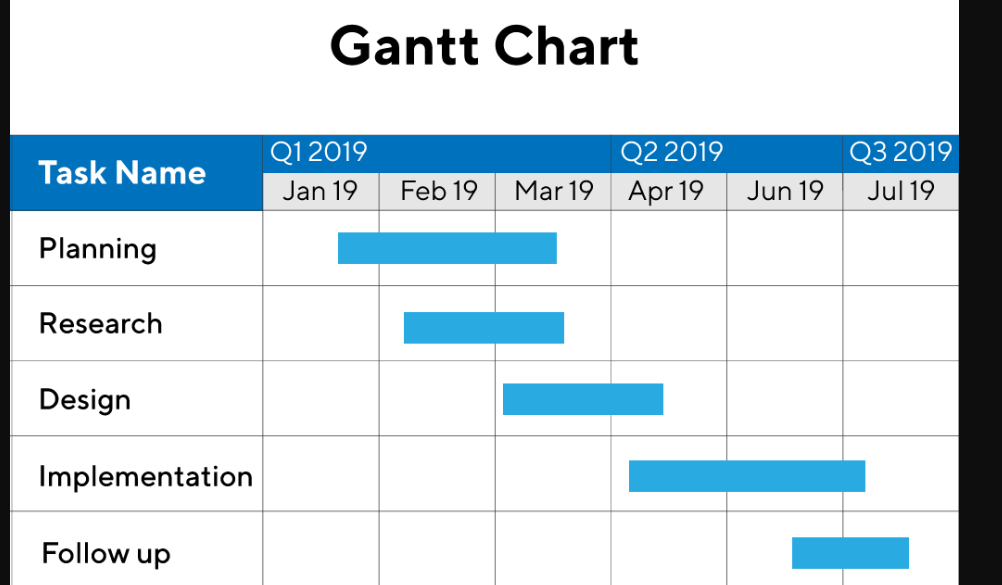 Gantt Chart
Task Name
Q1 2019 Q2 2019 Q3 2019
Jan 19 Feb 19 Mar 19 Apr 19 Jun 19 Jul 19
Planning
Research
Design
Implementation
Follow up